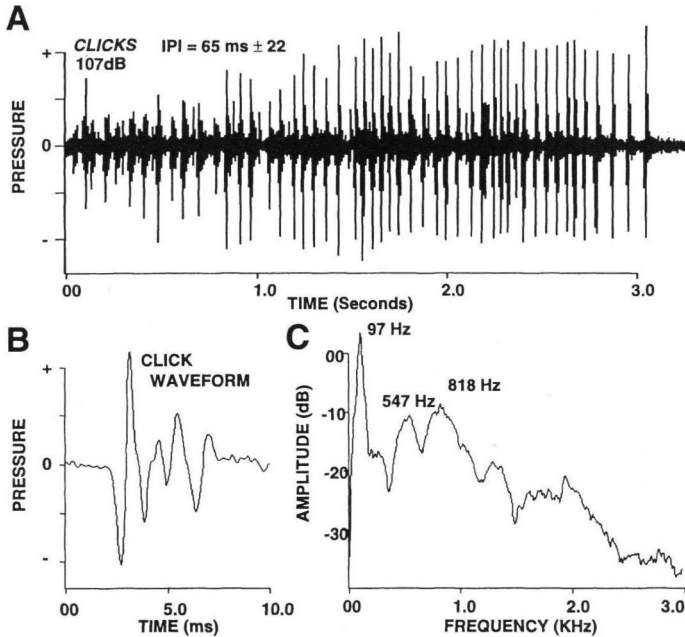 A
CLICKS IPI = 65 ms ± 22
107dB
PRESSURE
+
0
-
00 1.0 2.0 3.0
TIME (Seconds)
B
CLICK
WAVEFORM
PRESSURE
+
0
-
00 5.0 10.0
TIME (ms)
C
97 Hz
547 Hz
818 Hz
AMPLITUDE (dB)
00
-10
-20
-30
00 1.0 2.0 3.0
FREQUENCY (KHz)